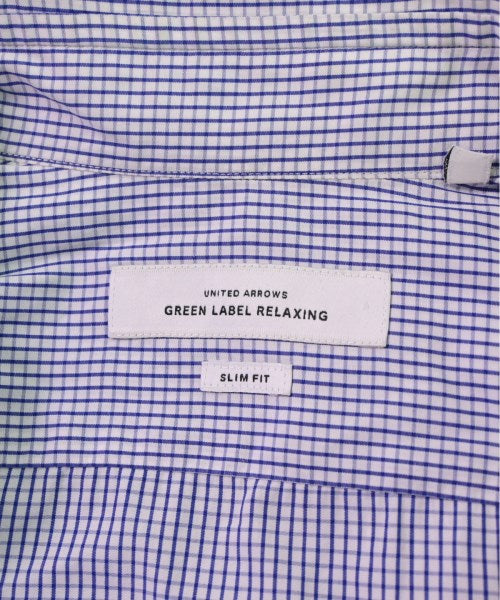 UNITED ARROWS
GREEN LABEL RELAXING
SLIM FIT